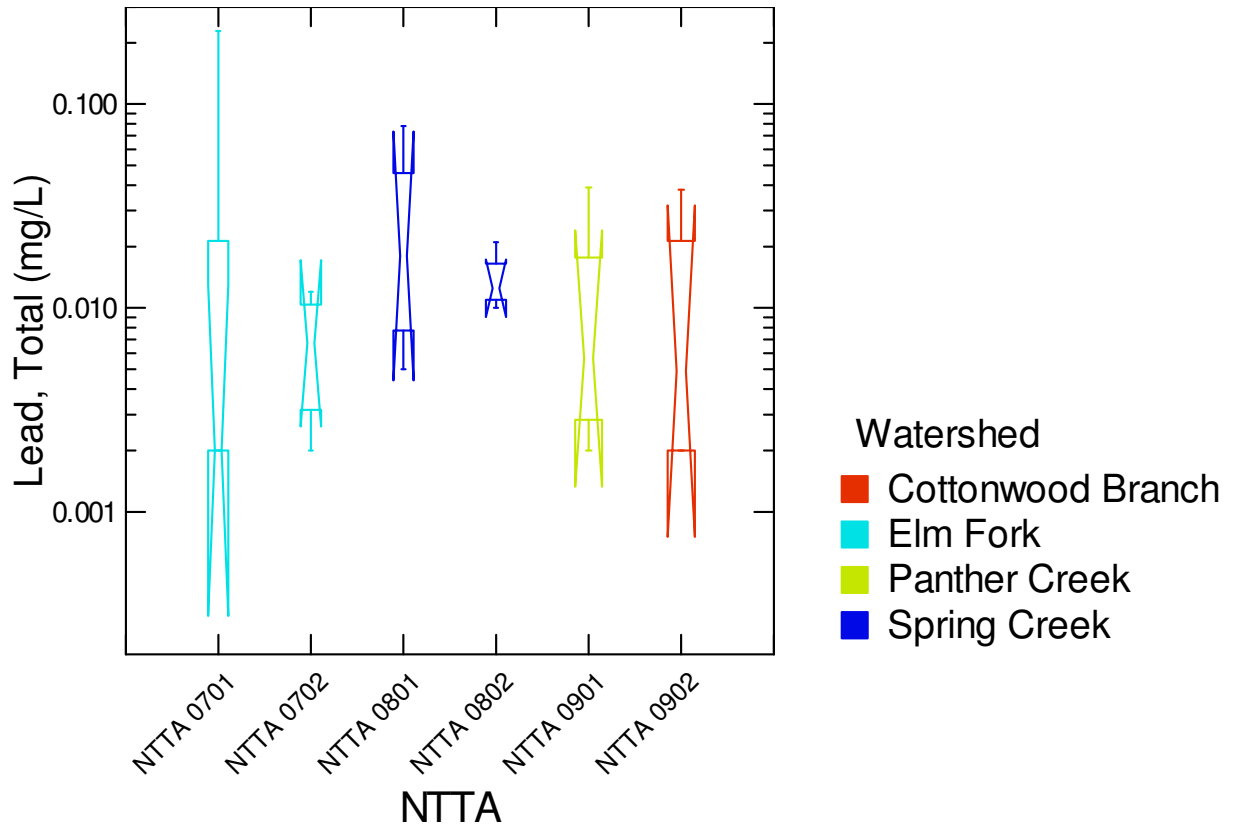 Lead, Total (mg/L)
0.100
0.010
0.001
NTTA 0701
NTTA 0702
NTTA 0801
NTTA 0802
NTTA 0901
NTTA 0902
NTTA
Watershed
Cottonwood Branch
Elm Fork
Panther Creek
Spring Creek